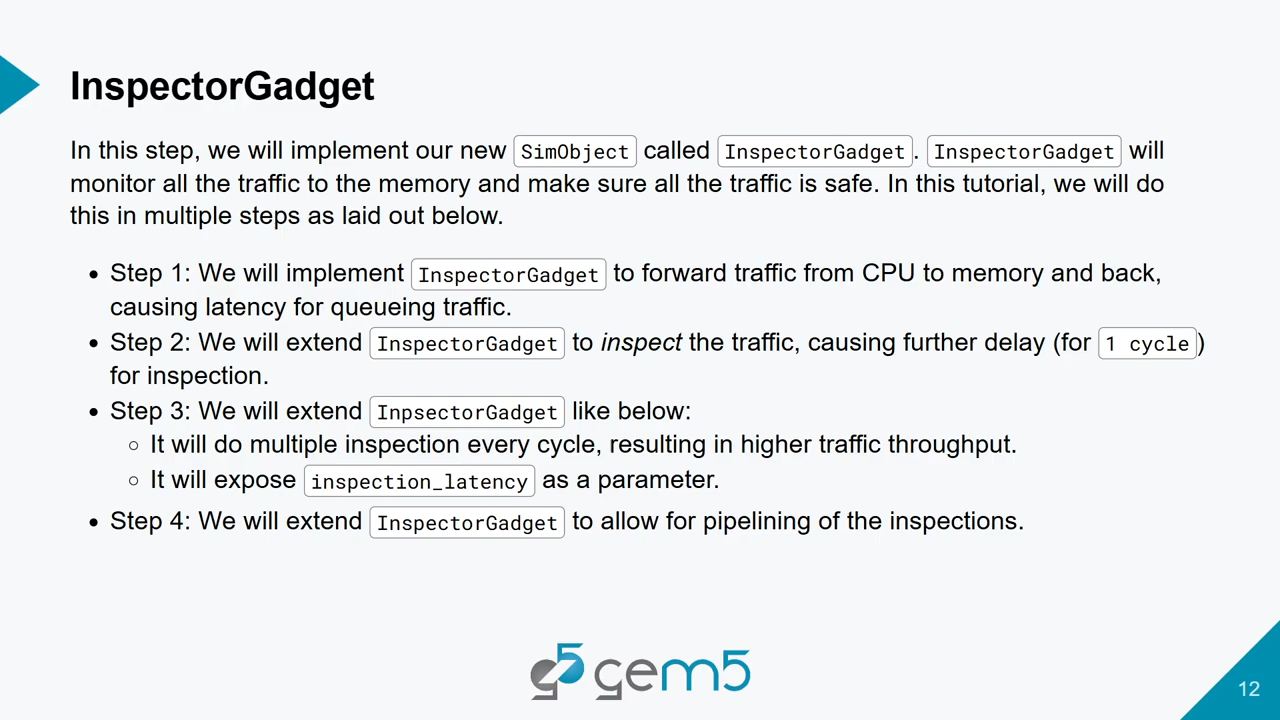 InspectorGadget
In this step, we will implement our new SimObject called InspectorGadget. InspectorGadget will
monitor all the traffic to the memory and make sure all the traffic is safe. In this tutorial, we will do
this in multiple steps as laid out below.
• Step 1: We will implement InspectorGadget to forward traffic from CPU to memory and back,
causing latency for queueing traffic.
• Step 2: We will extend InspectorGadget to inspect the traffic, causing further delay (for 1 cycle)
for inspection.
• Step 3: We will extend InpsectorGadget like below:
◦ It will do multiple inspection every cycle, resulting in higher traffic throughput.
◦ It will expose inspection_latency as a parameter.
• Step 4: We will extend InspectorGadget to allow for pipelining of the inspections.
g5 gem5
12